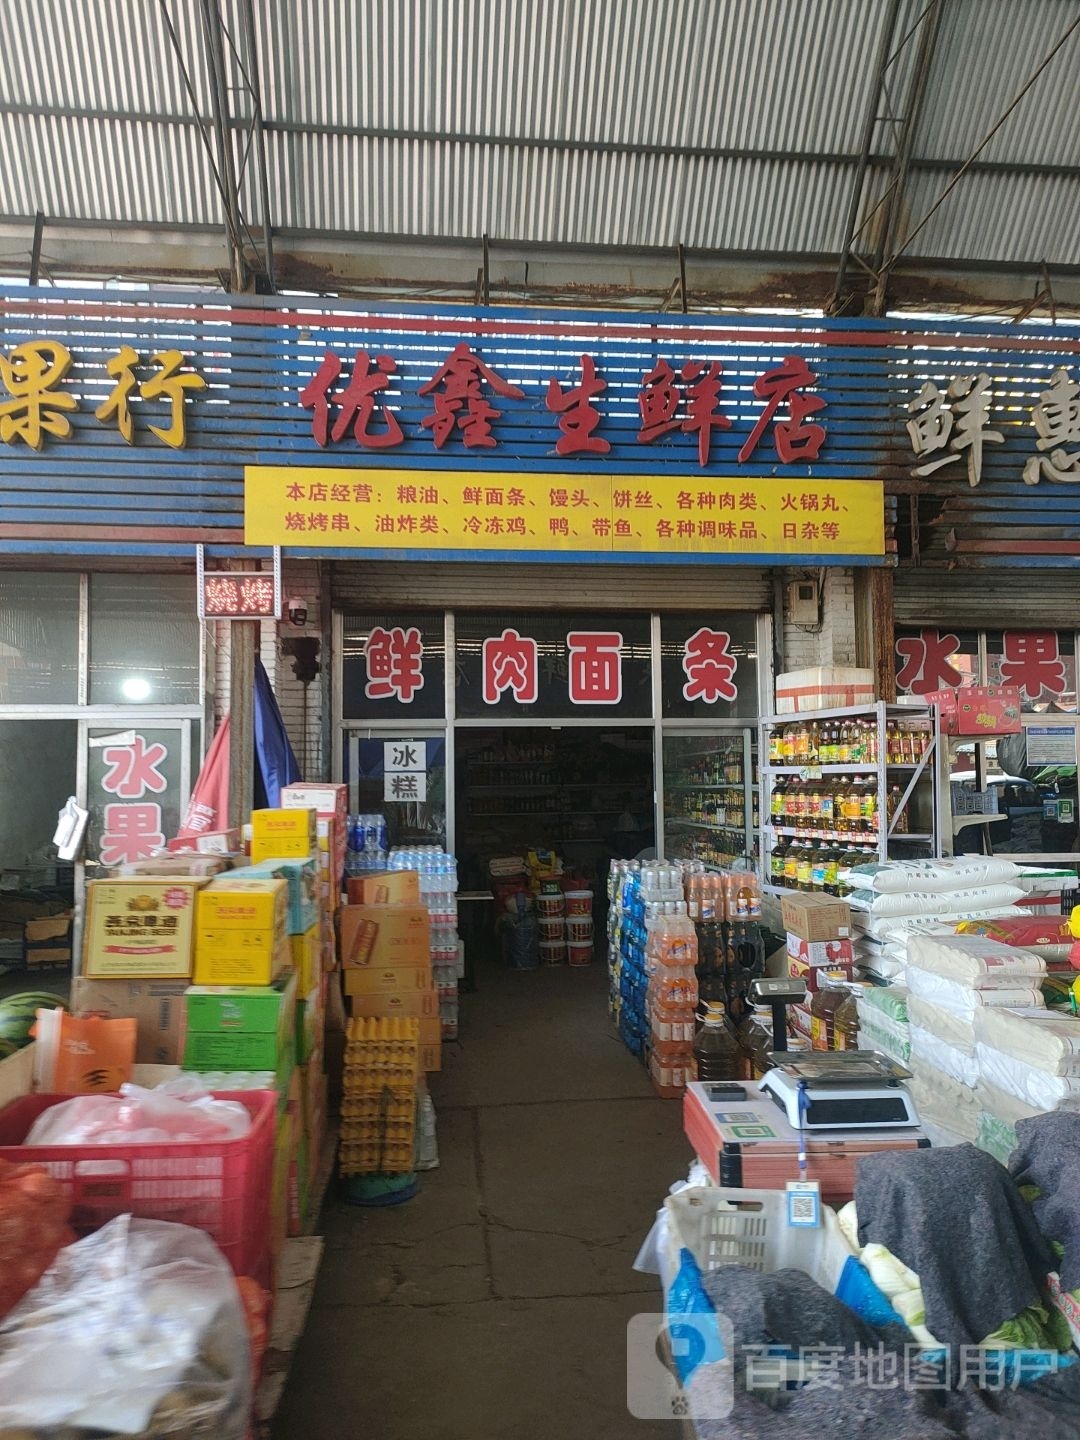 果行
优鑫生鲜店
鲜惠
本店经营：粮油、鲜面条、馒头、饼丝、各种肉类、火锅丸、
烧烤串、油炸类、冷冻鸡、鸭、带鱼、各种调味品、日杂等
烧烤
鲜肉面条
水果
水果
冰糕
燕京啤酒
YANJING BEER
百度地图用户